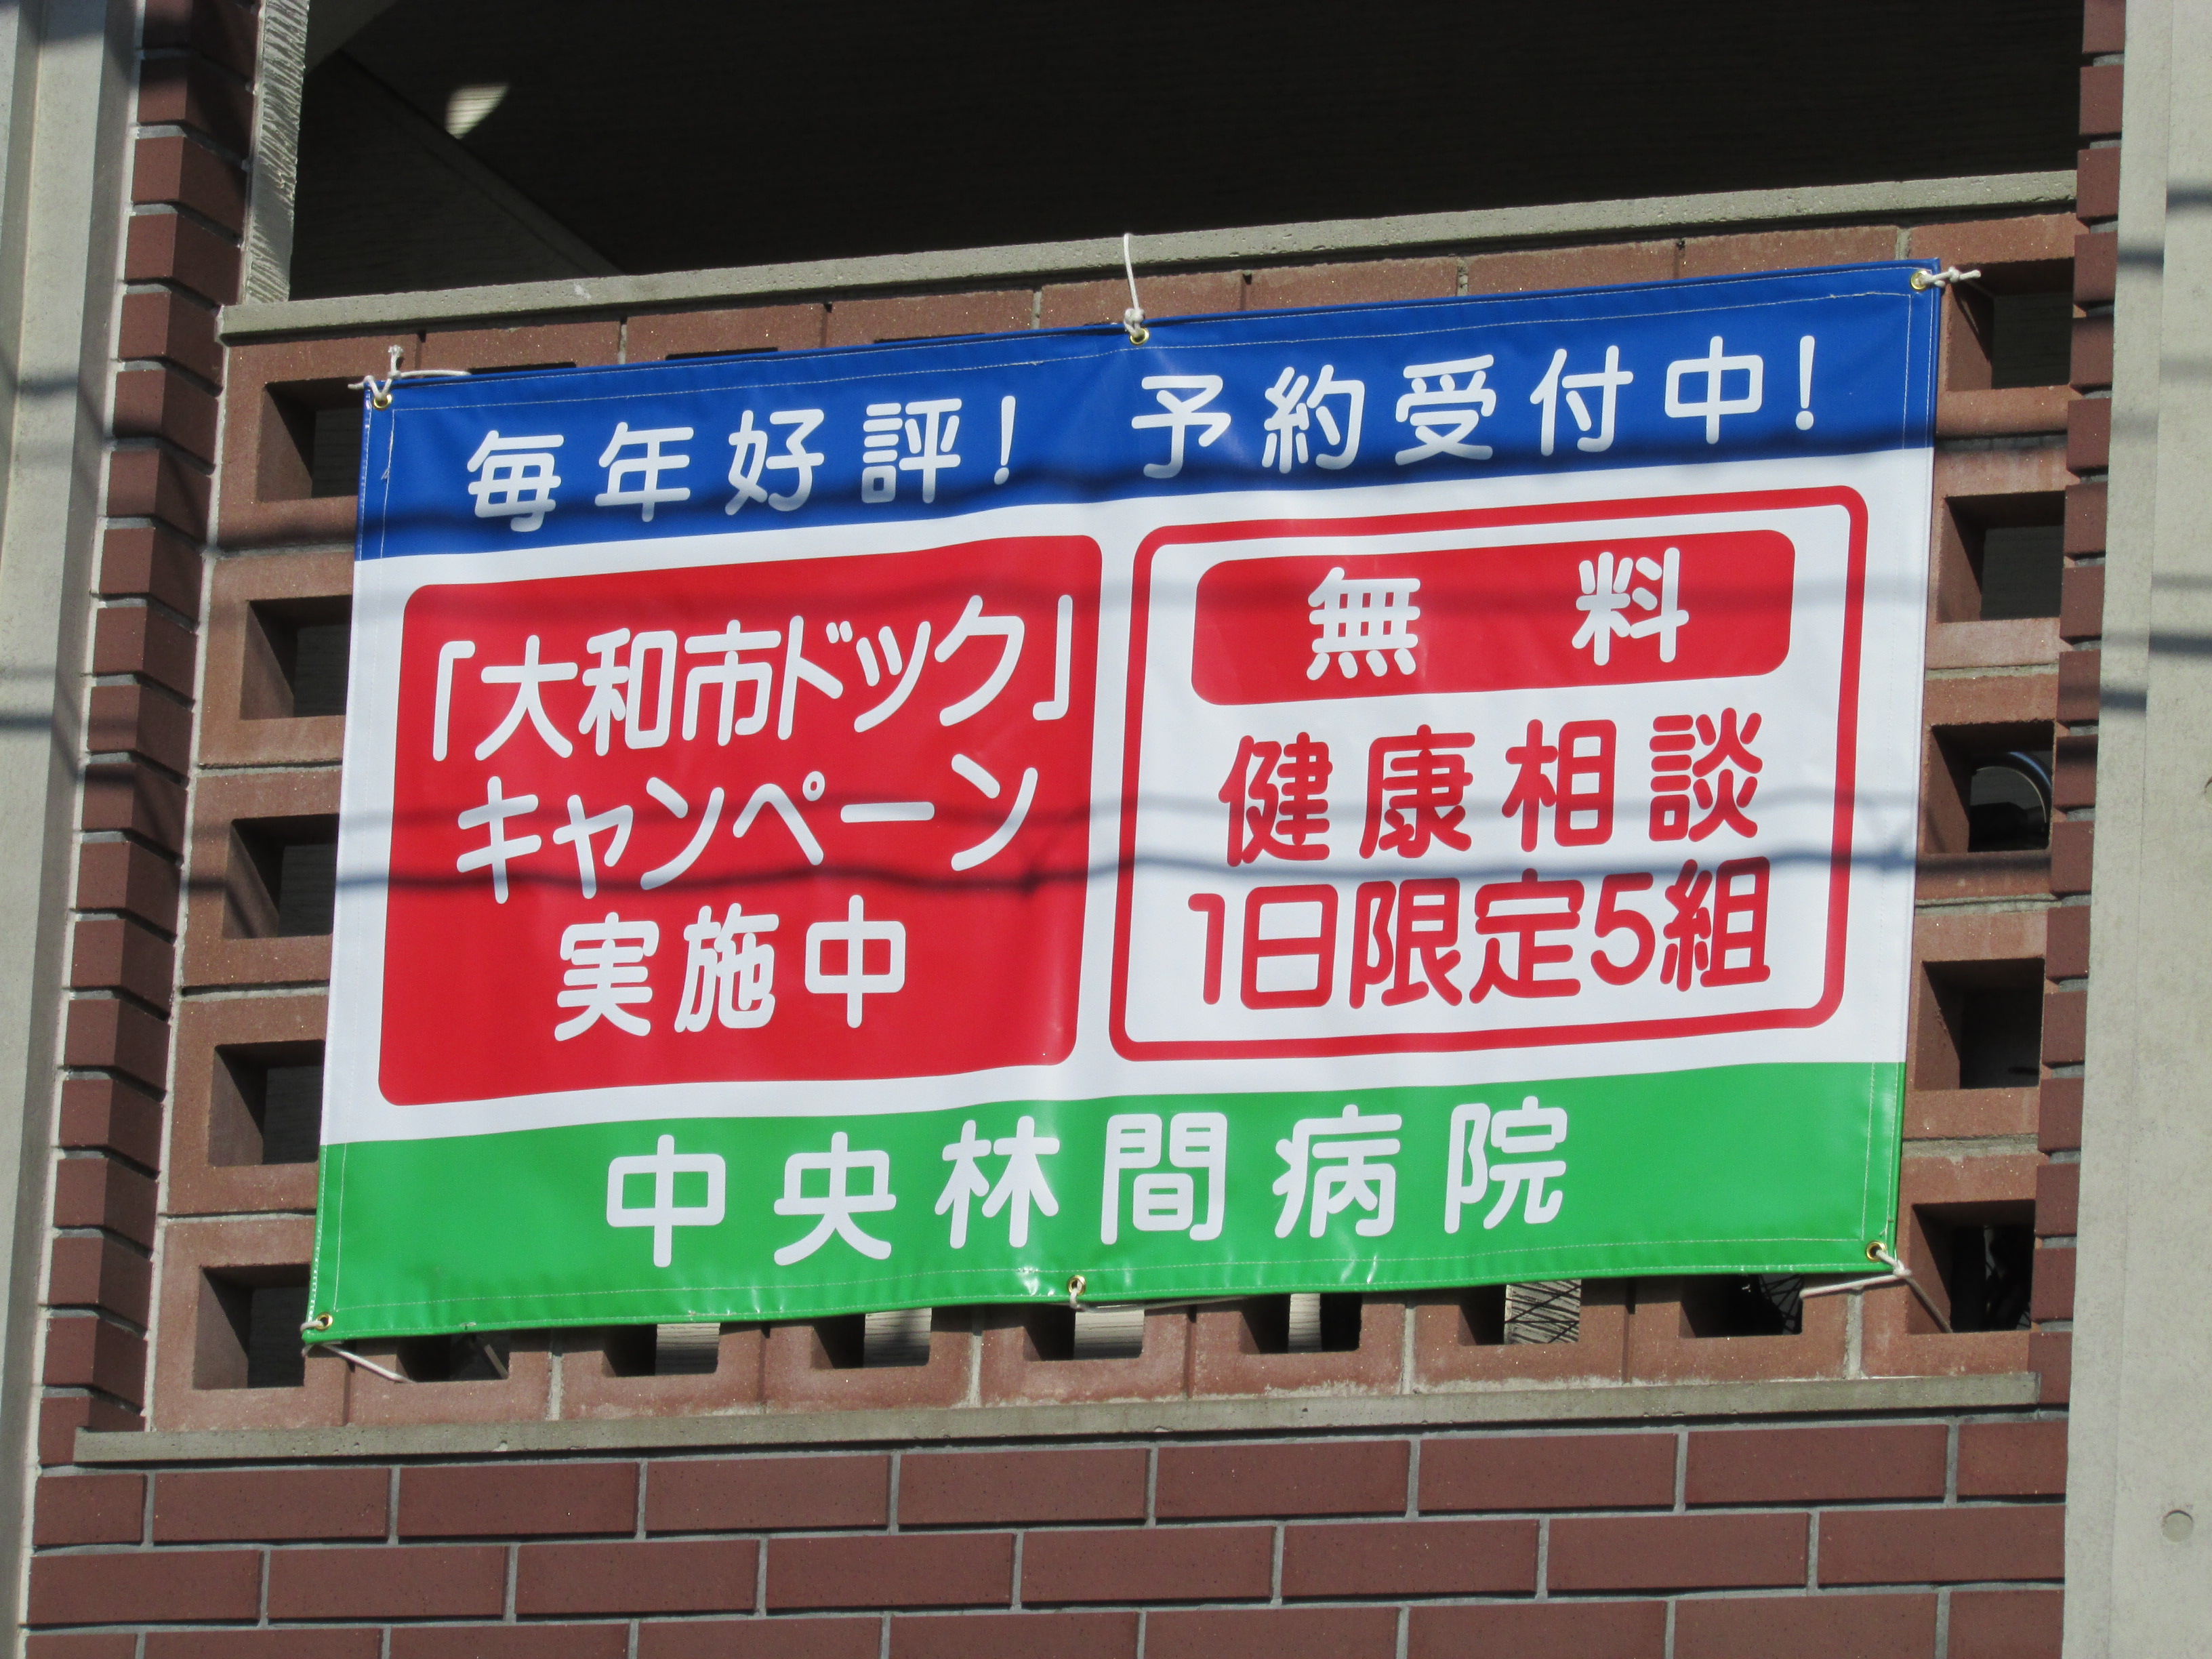 毎年好評！ 予約受付中！
「大和市ドック」
キャンペーン
実施中
無料
健康相談
1日限定5組
中央林間病院